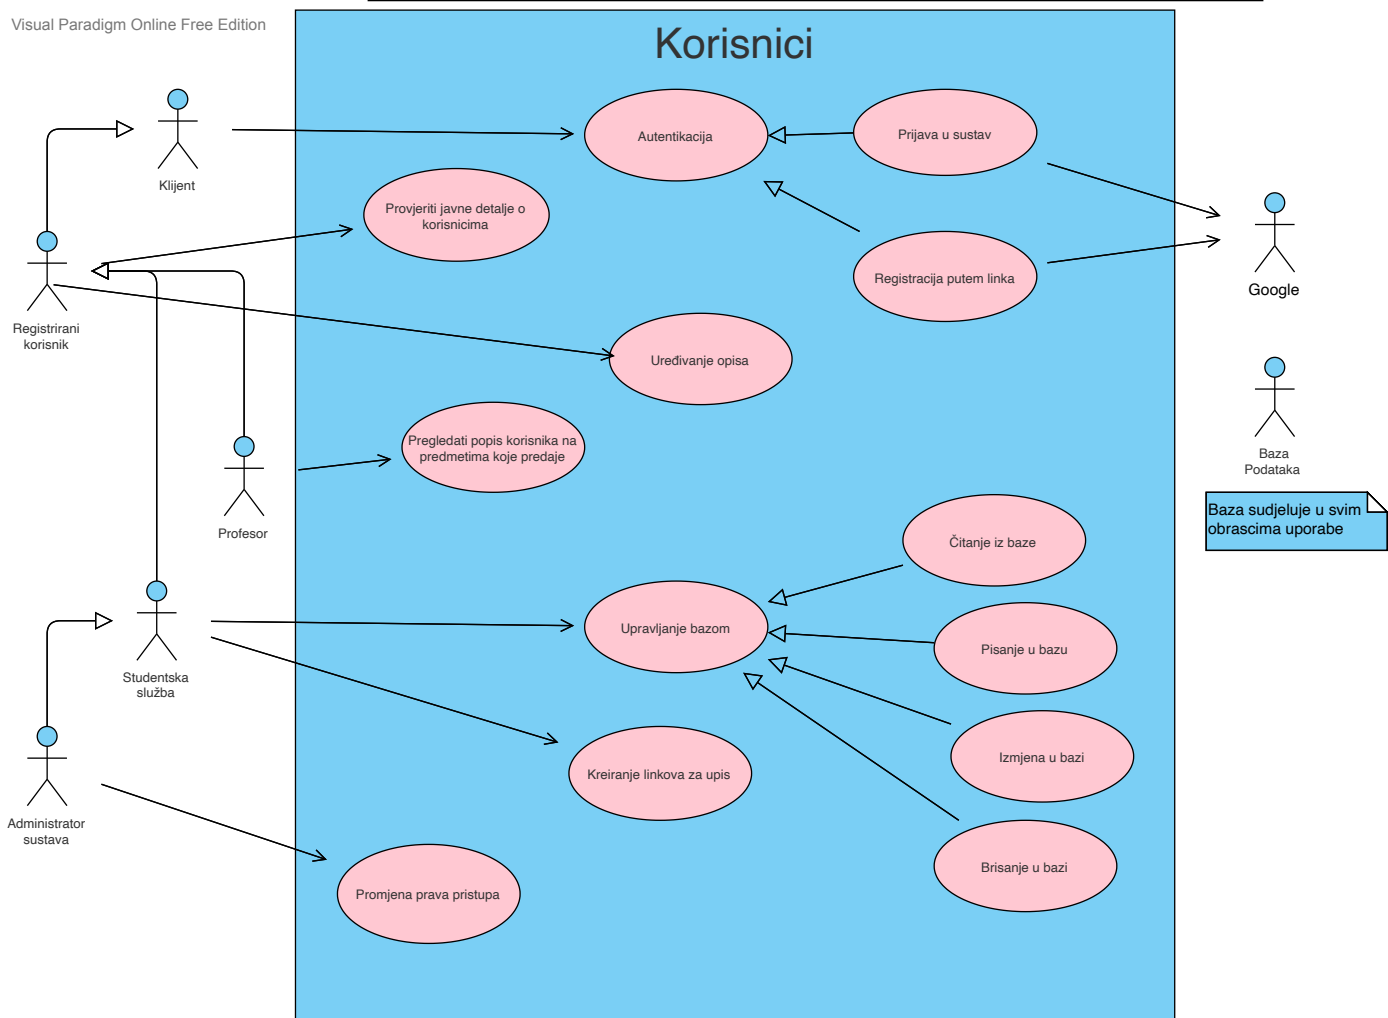 Visual Paradigm Online Free Edition
Korisnici
Klijent
Autentikacija
Prijava u sustav
Provjeriti javne detalje o
korisnicima
Registracija putem linka
Google
Registrirani
korisnik
Uređivanje opisa
Pregledati popis korisnika na
predmetima koje predaje
Baza
Podataka
Profesor
Baza sudjeluje u svim
obrascima uporabe
Čitanje iz baze
Upravljanje bazom
Pisanje u bazu
Studentska
služba
Izmjena u bazi
Kreiranje linkova za upis
Administrator
sustava
Brisanje u bazi
Promjena prava pristupa